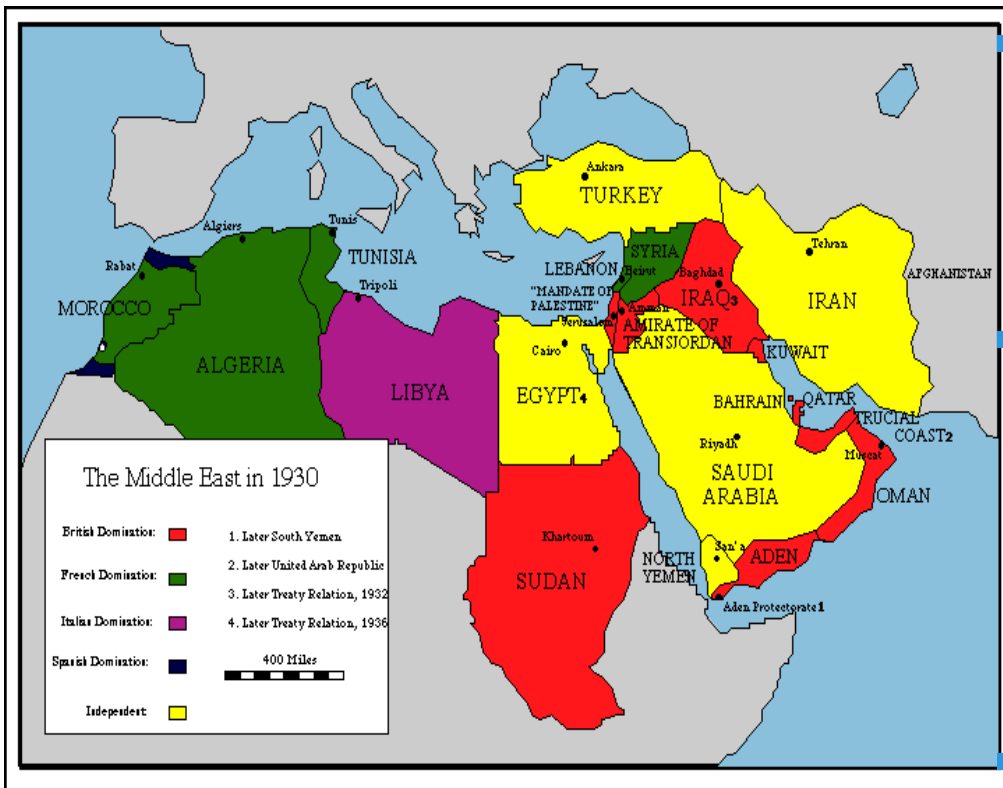 Ankara
TURKEY
Algiers
Tunis
TUNISIA
Rabat
MOROCCO
ALGERIA
Tripoli
LIBYA
LEBANON
Beirut
SYRIA
"MANDATE OF
PALESTINE"
Jerusalem
Amman
AMIRATE OF
TRANSJORDAN
Baghdad
IRAQ3
Tehran
IRAN
AFGHANISTAN
Cairo
EGYPT4
KUWAIT
BAHRAIN
QATAR
TRUCIAL
COAST2
Riyadh
SAUDI
ARABIA
Muscat
OMAN
Khartoum
SUDAN
NORTH
YEMEN
San'a
ADEN
Aden Protectorate1
The Middle East in 1930
British Domination:
French Domination:
Italian Domination:
Spanish Domination:
Independent:
1. Later South Yemen
2. Later United Arab Republic
3. Later Treaty Relation, 1932
4. Later Treaty Relation, 1936
400 Miles